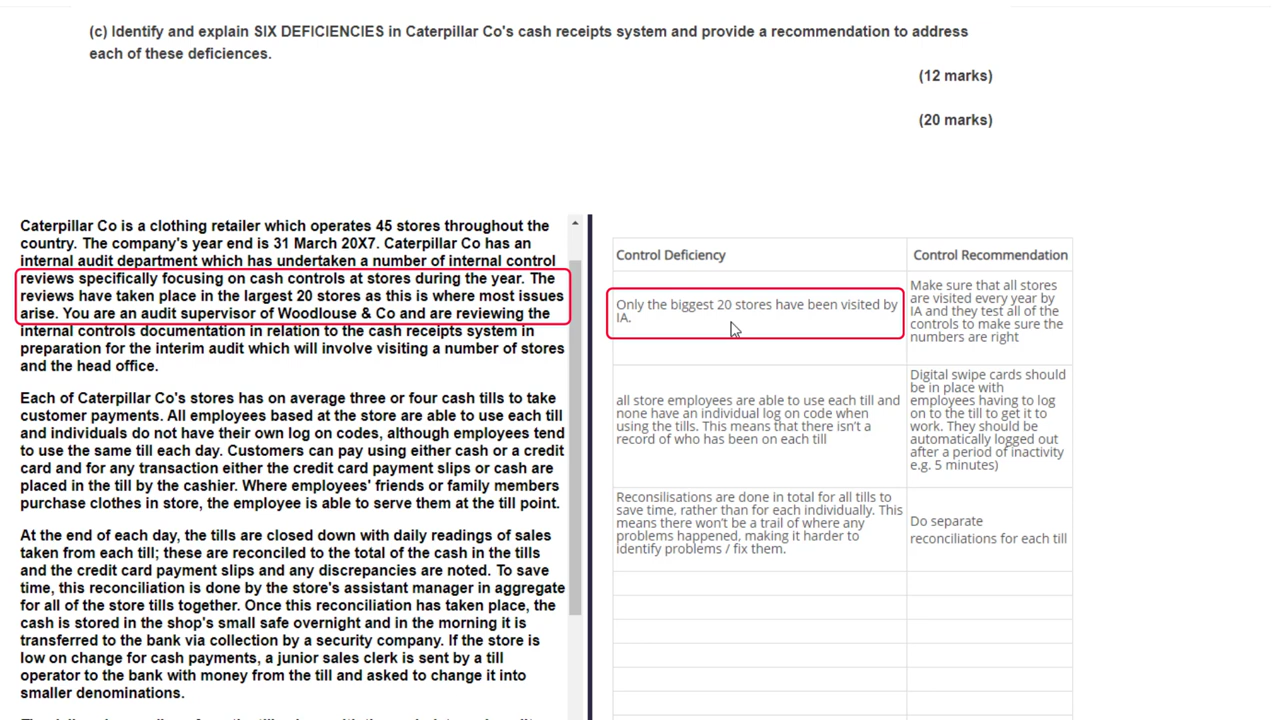 (c) Identify and explain SIX DEFICIENCIES in Caterpillar Co's cash receipts system and provide a recommendation to address
each of these deficiences.
(12 marks)
(20 marks)
Caterpillar Co is a clothing retailer which operates 45 stores throughout the
country. The company's year end is 31 March 20X7. Caterpillar Co has an
internal audit department which has undertaken a number of internal control
reviews specifically focusing on cash controls at stores during the year. The
reviews have taken place in the largest 20 stores as this is where most issues
arise. You are an audit supervisor of Woodlouse & Co and are reviewing the
internal controls documentation in relation to the cash receipts system in
preparation for the interim audit which will involve visiting a number of stores
and the head office.
Each of Caterpillar Co's stores has on average three or four cash tills to take
customer payments. All employees based at the store are able to use each till
and individuals do not have their own log on codes, although employees tend
to use the same till each day. Customers can pay using either cash or a credit
card and for any transaction either the credit card payment slips or cash are
placed in the till by the cashier. Where employees' friends or family members
purchase clothes in store, the employee is able to serve them at the till point.
At the end of each day, the tills are closed down with daily readings of sales
taken from each till; these are reconciled to the total of the cash in the tills
and the credit card payment slips and any discrepancies are noted. To save
time, this reconciliation is done by the store's assistant manager in aggregate
for all of the store tills together. Once this reconciliation has taken place, the
cash is stored in the shop's small safe overnight and in the morning it is
transferred to the bank via collection by a security company. If the store is
low on change for cash payments, a junior sales clerk is sent by a till
operator to the bank with money from the till and asked to change it into
smaller denominations.
Control Deficiency
Control Recommendation
Only the biggest 20 stores have been visited by
IA.
Make sure that all stores
are visited every year by
IA and they test all of the
controls to make sure the
numbers are right
all store employees are able to use each till and
none have an individual log on code when
using the tills. This means that there isn't a
record of who has been on each till
Digital swipe cards should
be in place with
employees having to log
on to the till to get it to
work. They should be
automatically logged out
after a period of inactivity
e.g. 5 minutes)
Reconsilisations are done in total for all tills to
save time, rather than for each individually. This
means there won't be a trail of where any
problems happened, making it harder to
identify problems / fix them.
Do separate
reconciliations for each till